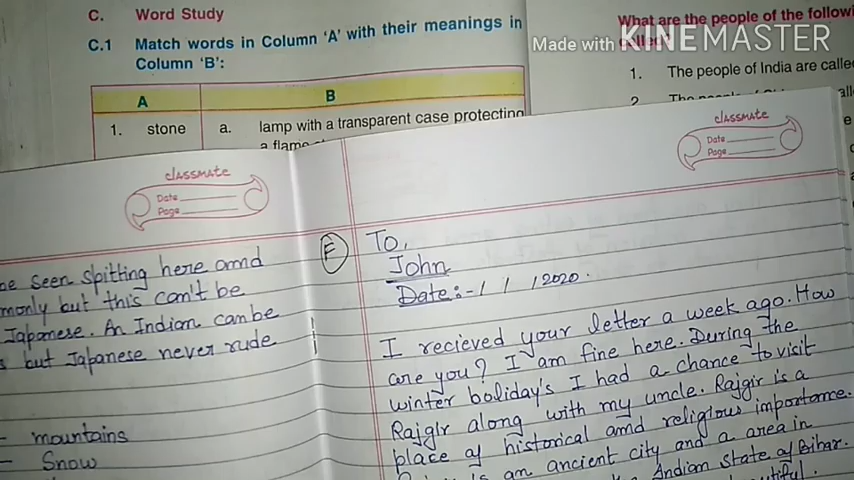 C. Word Study
C.1 Match words in Column 'A' with their meanings in
Column 'B':
A B
1. stone a. lamp with a transparent case protecting
a flame
What are the people of the followi
called
Made with KINEMASTER
1. The people of India are calle
2.
classmate
Date
Page
be seen spitting here and
monly but this can't be
Japanese. An Indian can be
s but Japanese never rude
- mountains
- Snow
classmate
Date
Page
F To,
John
Date:- / / /2020.
I recieved your letter a week ago. How
are you? I am fine here. During the
winter holiday's I had a chance to visit
Rajgir along with my uncle. Rajgir is a
place of historical and religious importance.
is an ancient city and a area in
Indian state of Bihar.